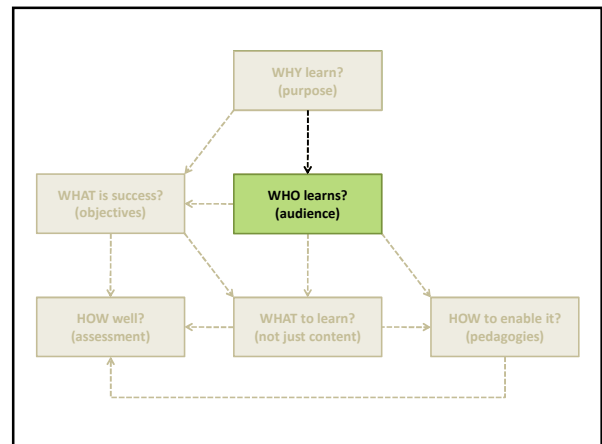 WHY learn?
(purpose)
WHAT is success?
(objectives)
WHO learns?
(audience)
HOW well?
(assessment)
WHAT to learn?
(not just content)
HOW to enable it?
(pedagogies)